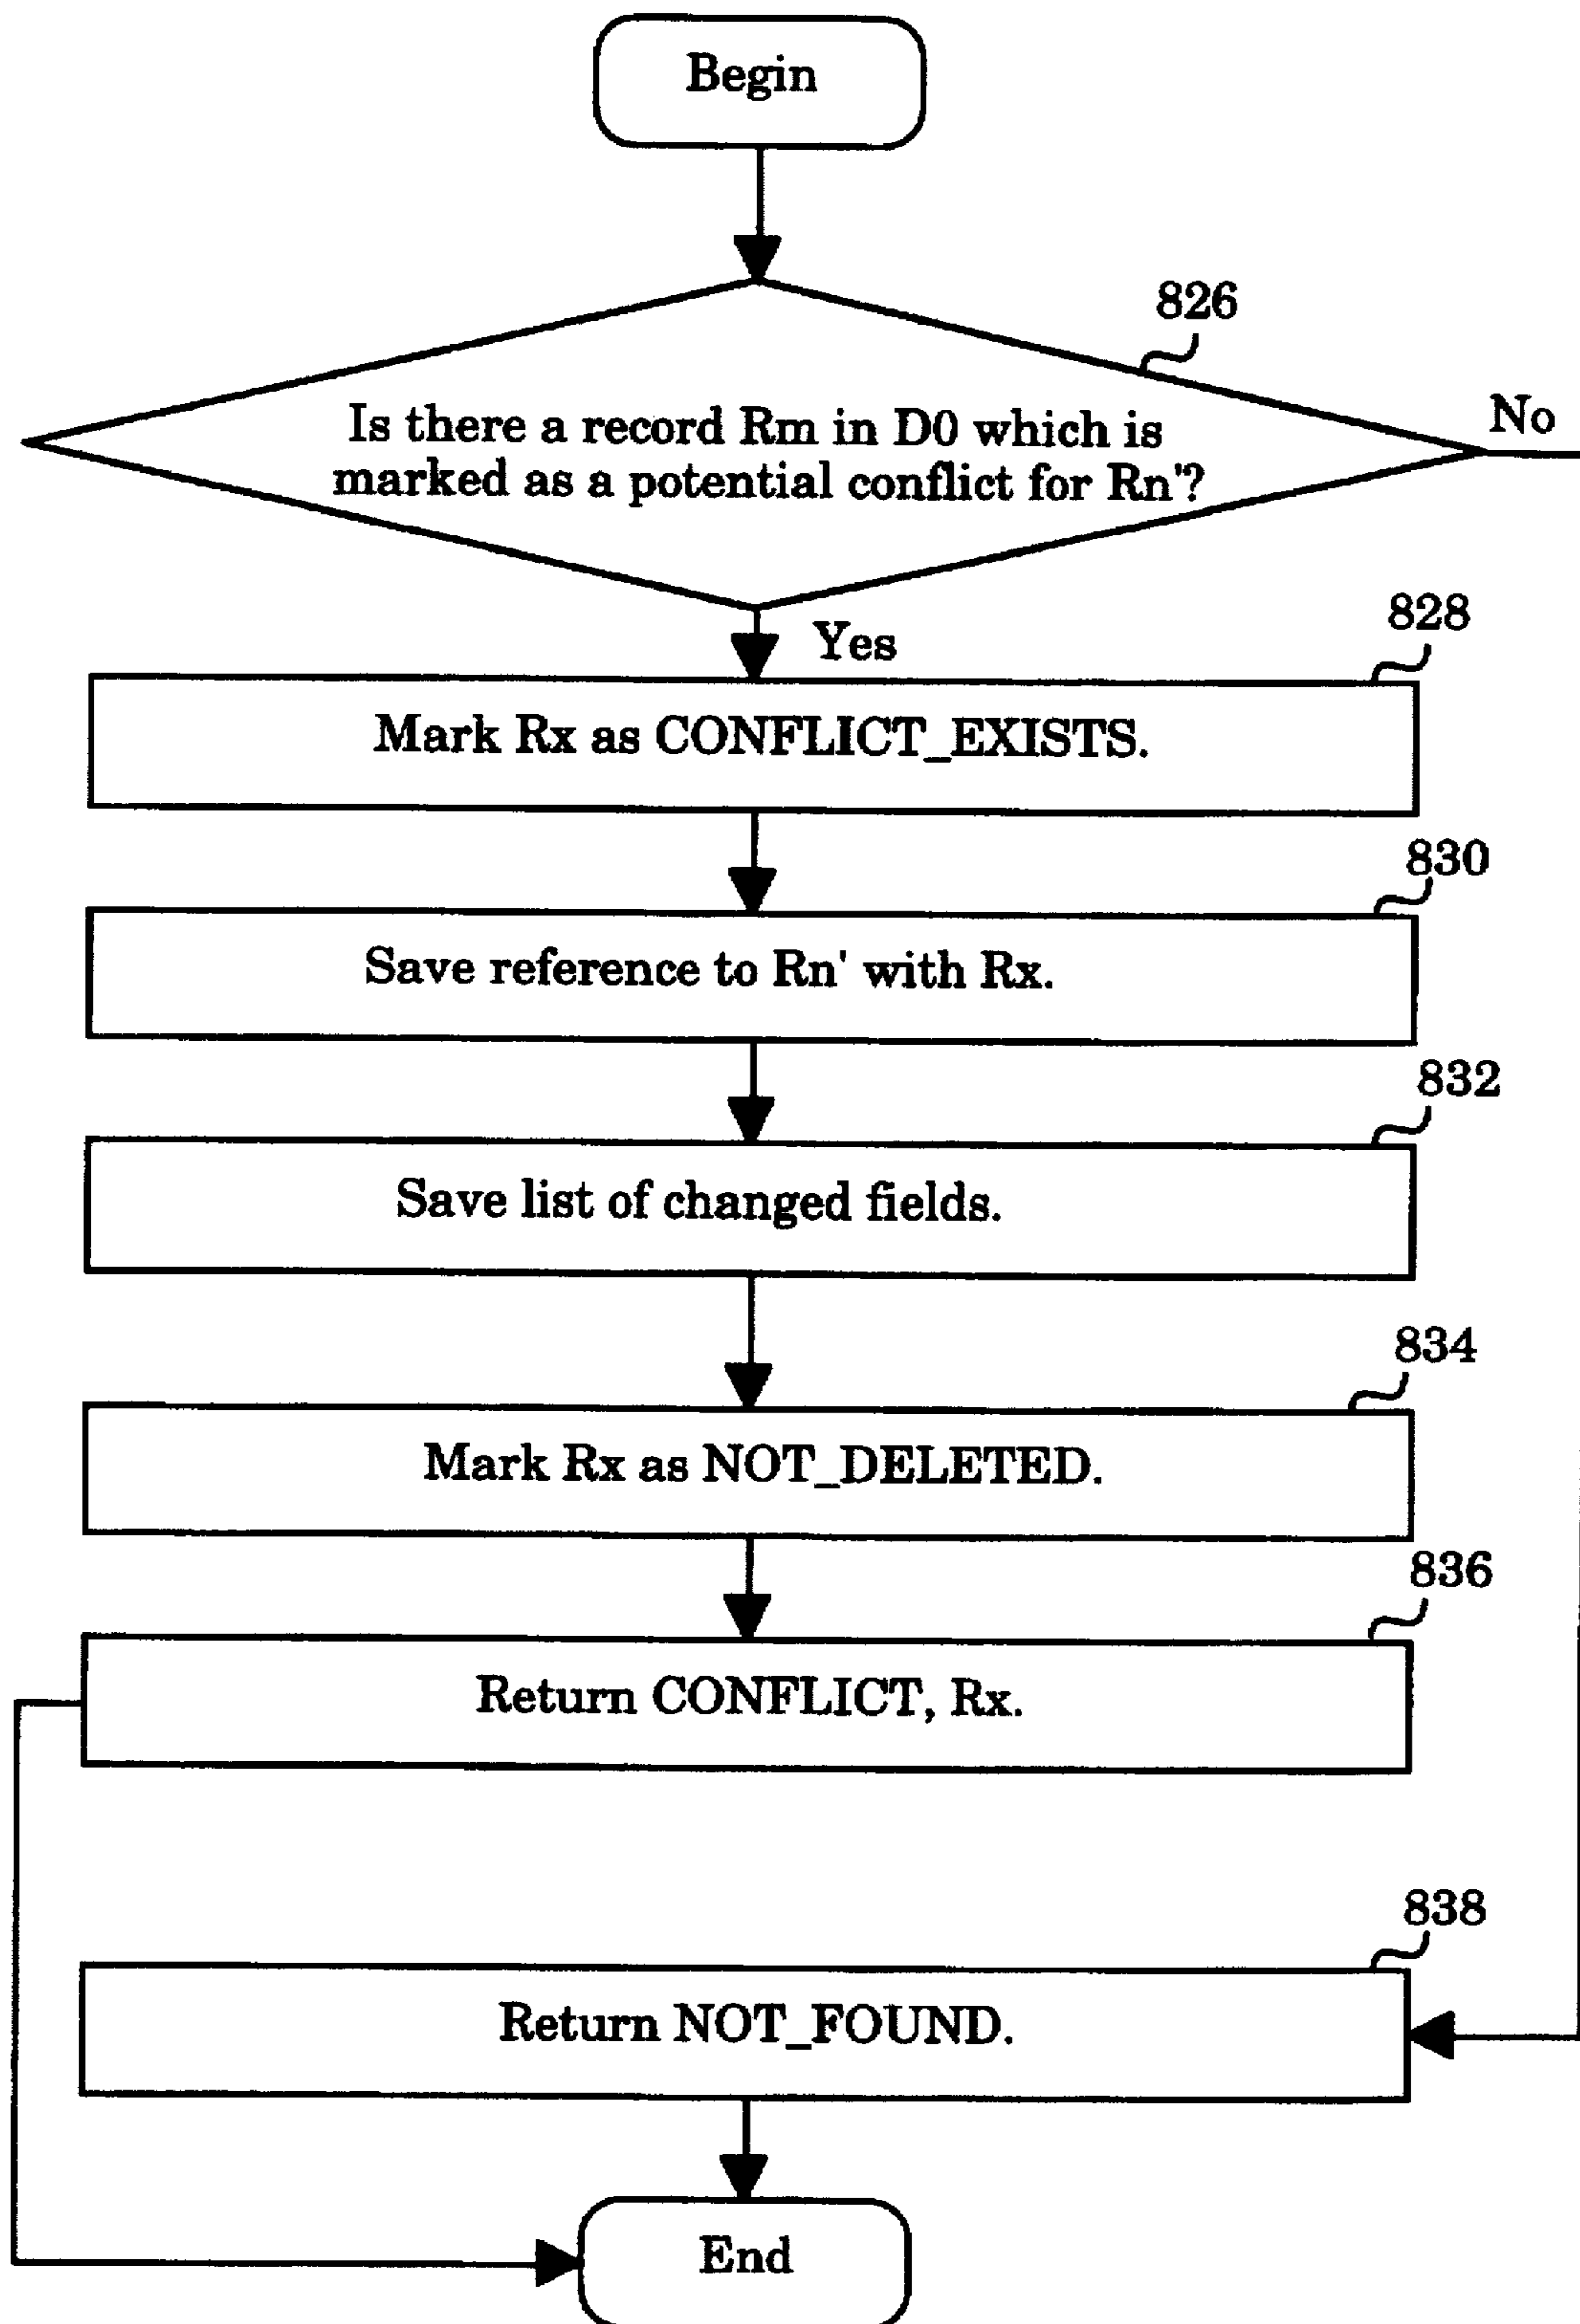 Begin
826
Is there a record Rm in D0 which is
marked as a potential conflict for Rn'?
No
Yes
828
Mark Rx as CONFLICT_EXISTS.
830
Save reference to Rn' with Rx.
832
Save list of changed fields.
834
Mark Rx as NOT_DELETED.
836
Return CONFLICT, Rx.
838
Return NOT_FOUND.
End